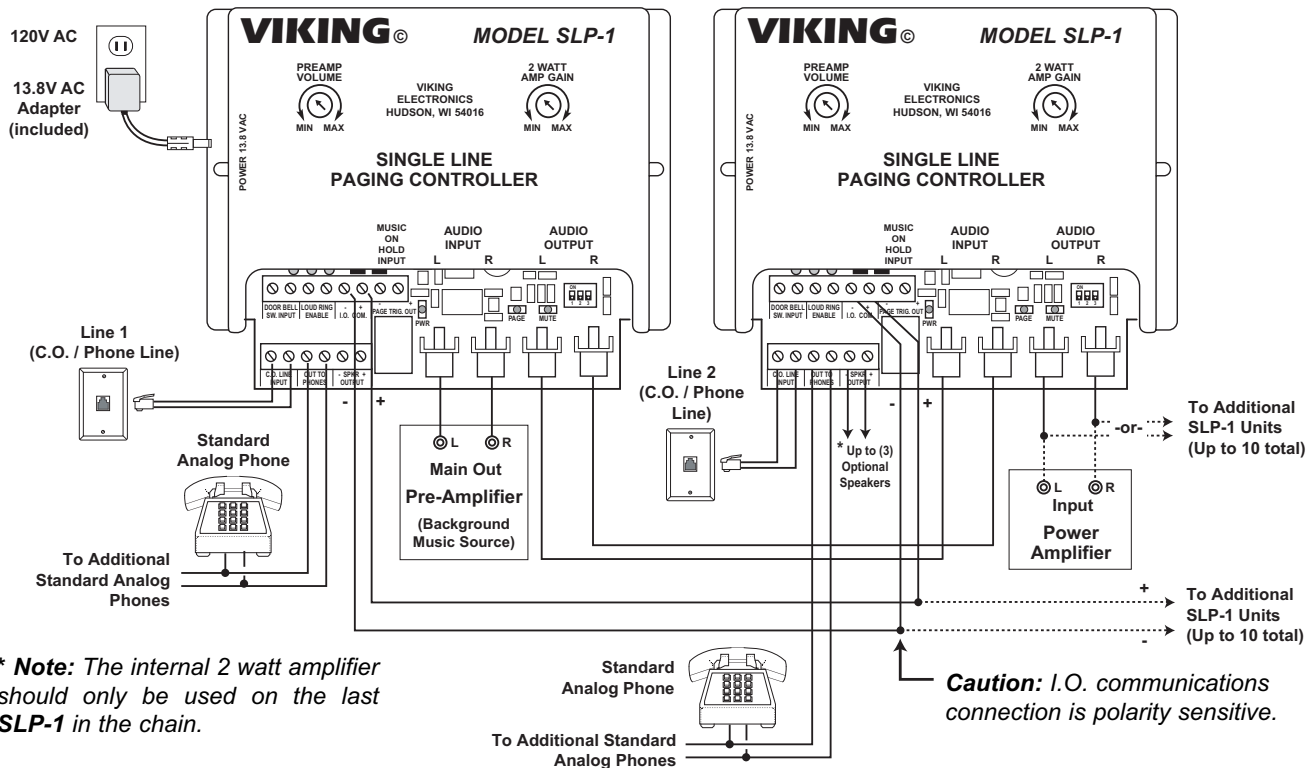 120V AC
13.8V AC
Adapter
(included)
VIKING©
MODEL SLP-1
PREAMP
VOLUME
MIN MAX
VIKING
ELECTRONICS
HUDSON, WI 54016
2 WATT
AMP GAIN
MIN MAX
POWER 13.8 VAC
SINGLE LINE
PAGING CONTROLLER
MUSIC
ON
HOLD
INPUT
AUDIO
INPUT
L R
AUDIO
OUTPUT
L R
DOOR BELL
SW. INPUT
LOUD RING
ENABLE
- +
I.O. COM.
- +
PAGE TRIG. OUT
PWR
PAGE
MUTE
ON
1 2 3
C.O. LINE
INPUT
OUT TO
PHONES
- SPKR +
OUTPUT
- +
Line 1
(C.O. / Phone Line)
Standard
Analog Phone
To Additional
Standard Analog
Phones
L R
Main Out
Pre-Amplifier
(Background
Music Source)
VIKING©
MODEL SLP-1
PREAMP
VOLUME
MIN MAX
VIKING
ELECTRONICS
HUDSON, WI 54016
2 WATT
AMP GAIN
MIN MAX
POWER 13.8 VAC
SINGLE LINE
PAGING CONTROLLER
MUSIC
ON
HOLD
INPUT
AUDIO
INPUT
L R
AUDIO
OUTPUT
L R
DOOR BELL
SW. INPUT
LOUD RING
ENABLE
- +
I.O. COM.
- +
PAGE TRIG. OUT
PWR
PAGE
MUTE
ON
1 2 3
C.O. LINE
INPUT
OUT TO
PHONES
- SPKR +
OUTPUT
- +
Line 2
(C.O. / Phone
Line)
* Up to (3)
Optional
Speakers
-or-
To Additional
SLP-1 Units
(Up to 10 total)
L R
Input
Power
Amplifier
+
-
To Additional
SLP-1 Units
(Up to 10 total)
* Note: The internal 2 watt amplifier
should only be used on the last
SLP-1 in the chain.
Standard
Analog Phone
To Additional Standard
Analog Phones
Caution: I.O. communications
connection is polarity sensitive.